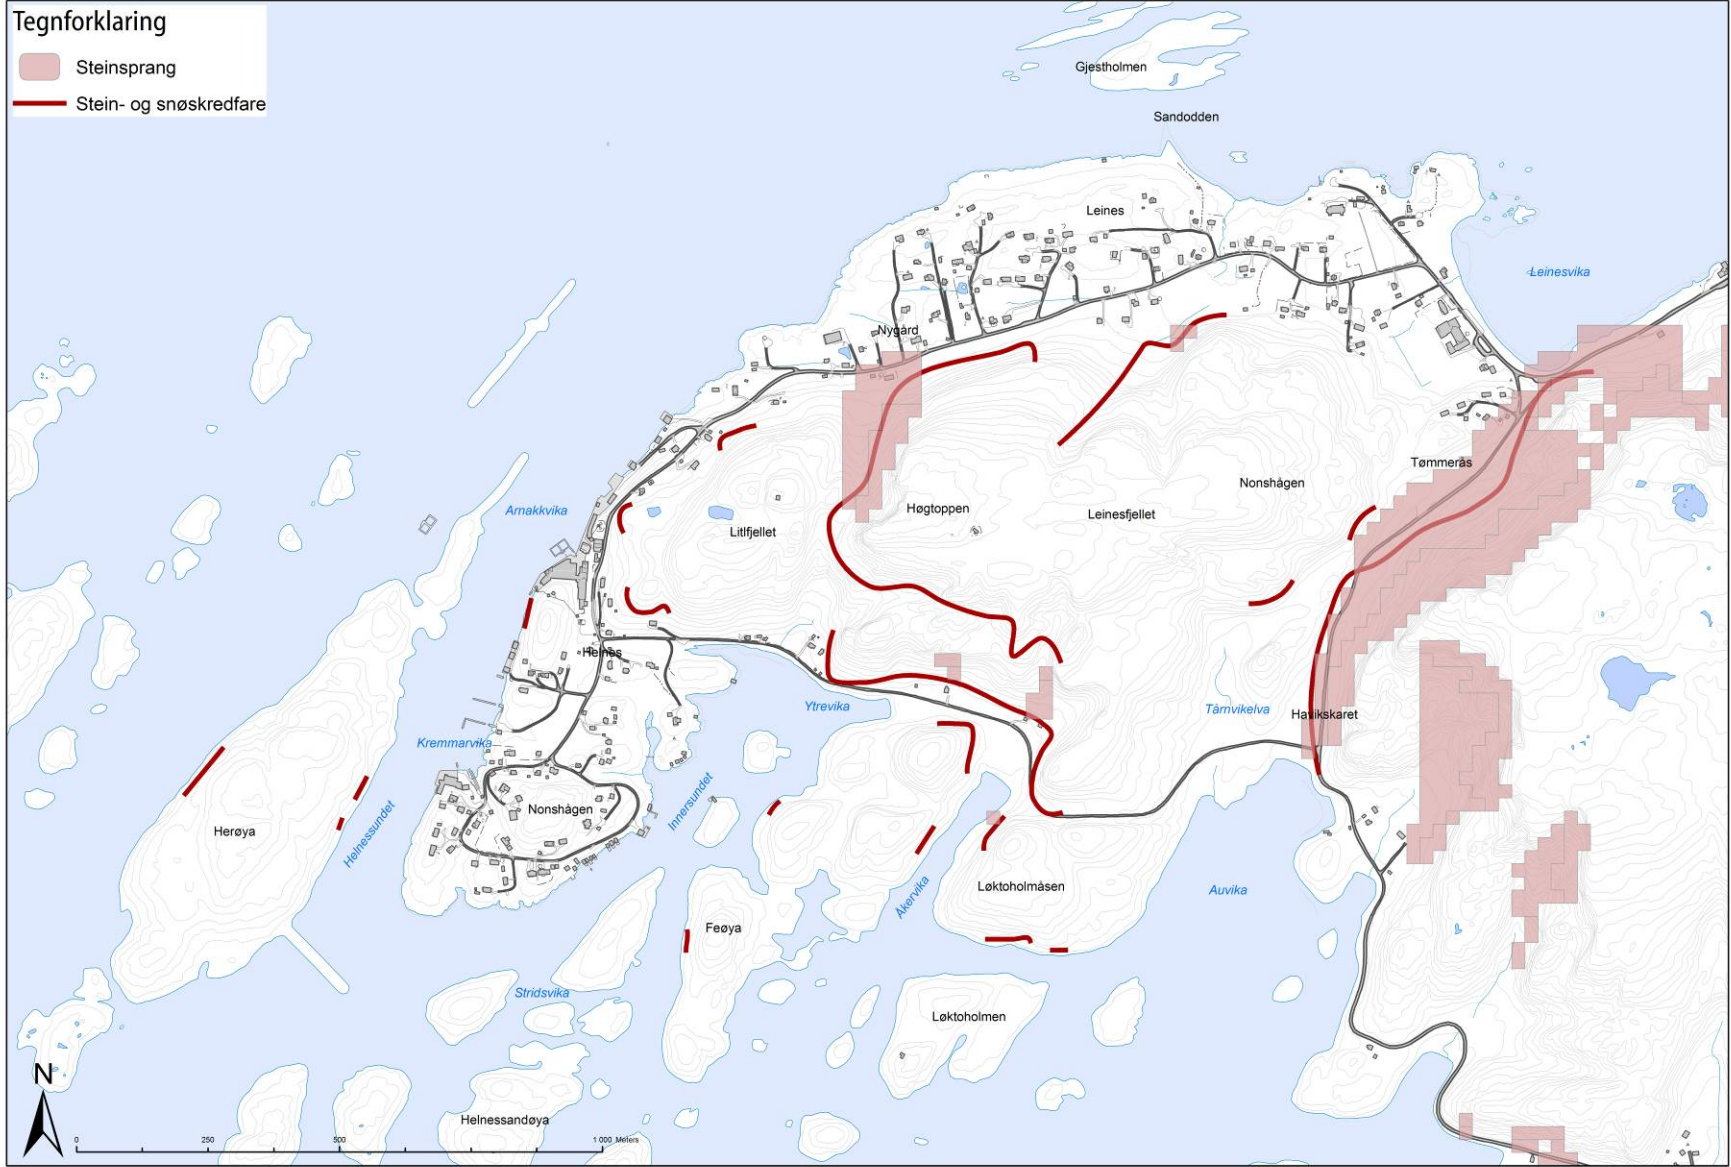 Tegnforklaring
Steinsprang
Stein- og snøskredfare
Gjestholmen
Sandodden
Leines
Leinesvika
Nygård
Tømmerås
Nonshågen
Arnakkvika
Høgtoppen
Leinesfjellet
Litlfjellet
Helnes
Ytrevika
Tårnvikelva
Havikskaret
Kremmarvika
Innersundet
Nonshågen
Herøya
Helnessundet
Åkervika
Løktoholmåsen
Auvika
Feøya
Stridsvika
Løktoholmen
N
Helnessandøya
0 250 500 1 000 Meters